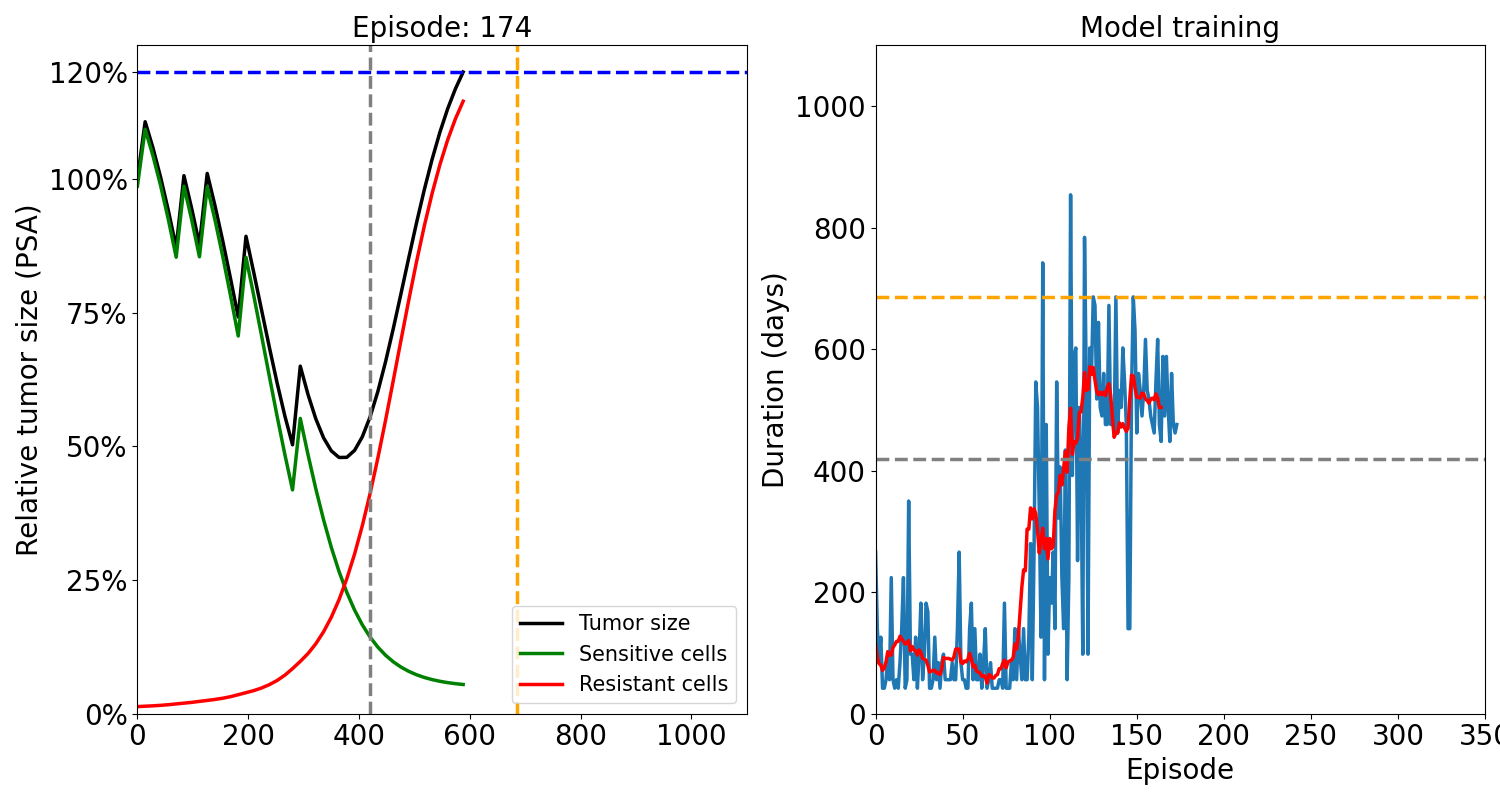 Episode: 174
Relative tumor size (PSA)
120%
100%
75%
50%
25%
0%
0 200 400 600 800 1000
Tumor size
Sensitive cells
Resistant cells
Model training
Duration (days)
1000
800
600
400
200
0
0 50 100 150 200 250 300 350
Episode